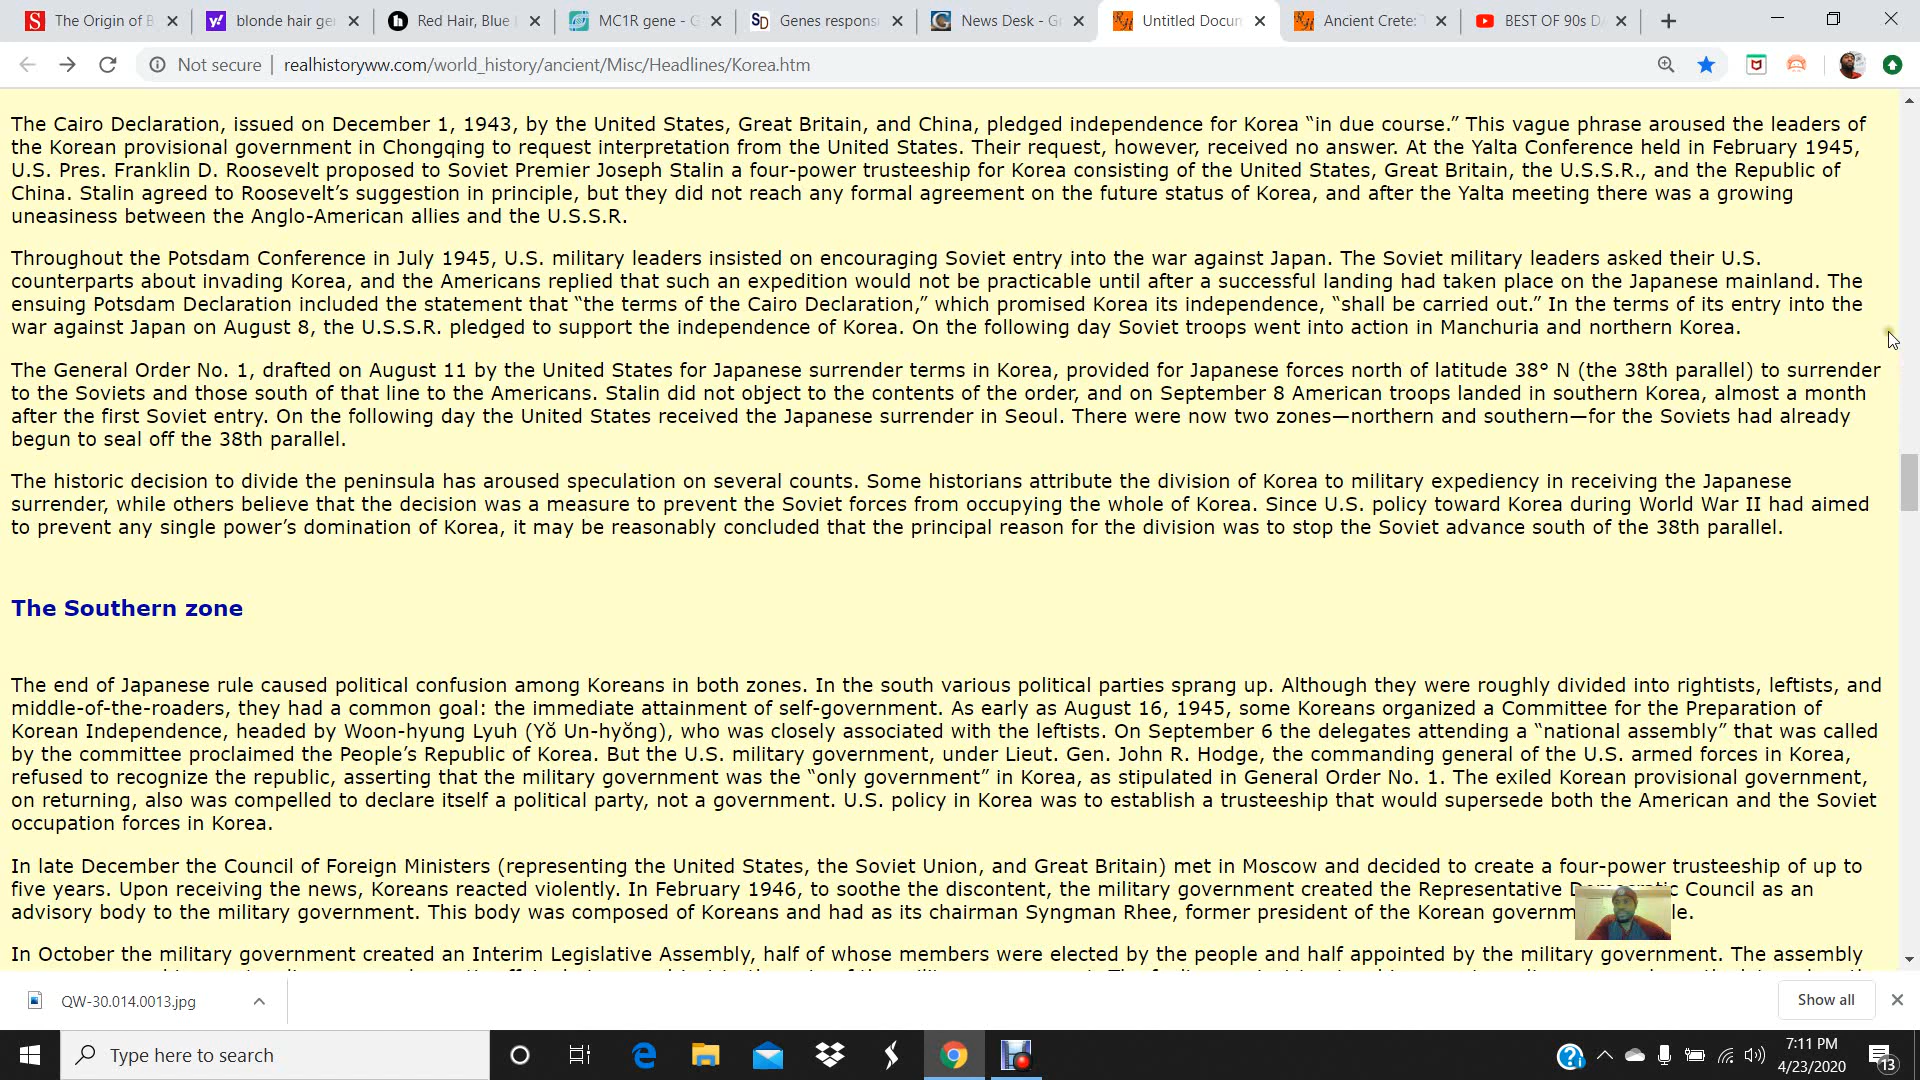 The Origin of B
blonde hair ge
Red Hair, Blue
MC1R gene - G
Genes respons
News Desk - G
Untitled Docun
Ancient Crete:
BEST OF 90s D
Not secure | realhistoryww.com/world_history/ancient/Misc/Headlines/Korea.htm
The Cairo Declaration, issued on December 1, 1943, by the United States, Great Britain, and China, pledged independence for Korea “in due course.” This vague phrase aroused the leaders of
the Korean provisional government in Chongqing to request interpretation from the United States. Their request, however, received no answer. At the Yalta Conference held in February 1945,
U.S. Pres. Franklin D. Roosevelt proposed to Soviet Premier Joseph Stalin a four-power trusteeship for Korea consisting of the United States, Great Britain, the U.S.S.R., and the Republic of
China. Stalin agreed to Roosevelt’s suggestion in principle, but they did not reach any formal agreement on the future status of Korea, and after the Yalta meeting there was a growing
uneasiness between the Anglo-American allies and the U.S.S.R.
Throughout the Potsdam Conference in July 1945, U.S. military leaders insisted on encouraging Soviet entry into the war against Japan. The Soviet military leaders asked their U.S.
counterparts about invading Korea, and the Americans replied that such an expedition would not be practicable until after a successful landing had taken place on the Japanese mainland. The
ensuing Potsdam Declaration included the statement that “the terms of the Cairo Declaration,” which promised Korea its independence, “shall be carried out.” In the terms of its entry into the
war against Japan on August 8, the U.S.S.R. pledged to support the independence of Korea. On the following day Soviet troops went into action in Manchuria and northern Korea.
The General Order No. 1, drafted on August 11 by the United States for Japanese surrender terms in Korea, provided for Japanese forces north of latitude 38° N (the 38th parallel) to surrender
to the Soviets and those south of that line to the Americans. Stalin did not object to the contents of the order, and on September 8 American troops landed in southern Korea, almost a month
after the first Soviet entry. On the following day the United States received the Japanese surrender in Seoul. There were now two zones—northern and southern—for the Soviets had already
begun to seal off the 38th parallel.
The historic decision to divide the peninsula has aroused speculation on several counts. Some historians attribute the division of Korea to military expediency in receiving the Japanese
surrender, while others believe that the decision was a measure to prevent the Soviet forces from occupying the whole of Korea. Since U.S. policy toward Korea during World War II had aimed
to prevent any single power’s domination of Korea, it may be reasonably concluded that the principal reason for the division was to stop the Soviet advance south of the 38th parallel.
The Southern zone
The end of Japanese rule caused political confusion among Koreans in both zones. In the south various political parties sprang up. Although they were roughly divided into rightists, leftists, and
middle-of-the-roaders, they had a common goal: the immediate attainment of self-government. As early as August 16, 1945, some Koreans organized a Committee for the Preparation of
Korean Independence, headed by Woon-hyung Lyuh (Yŏ Un-hyŏng), who was closely associated with the leftists. On September 6 the delegates attending a “national assembly” that was called
by the committee proclaimed the People’s Republic of Korea. But the U.S. military government, under Lieut. Gen. John R. Hodge, the commanding general of the U.S. armed forces in Korea,
refused to recognize the republic, asserting that the military government was the “only government” in Korea, as stipulated in General Order No. 1. The exiled Korean provisional government,
on returning, also was compelled to declare itself a political party, not a government. U.S. policy in Korea was to establish a trusteeship that would supersede both the American and the Soviet
occupation forces in Korea.
In late December the Council of Foreign Ministers (representing the United States, the Soviet Union, and Great Britain) met in Moscow and decided to create a four-power trusteeship of up to
five years. Upon receiving the news, Koreans reacted violently. In February 1946, to soothe the discontent, the military government created the Representative Democratic Council as an
advisory body to the military government. This body was composed of Koreans and had as its chairman Syngman Rhee, former president of the Korean governm le.
In October the military government created an Interim Legislative Assembly, half of whose members were elected by the people and half appointed by the military government. The assembly
QW-30.014.0013.jpg
Show all
Type here to search
7:11 PM
4/23/2020
13